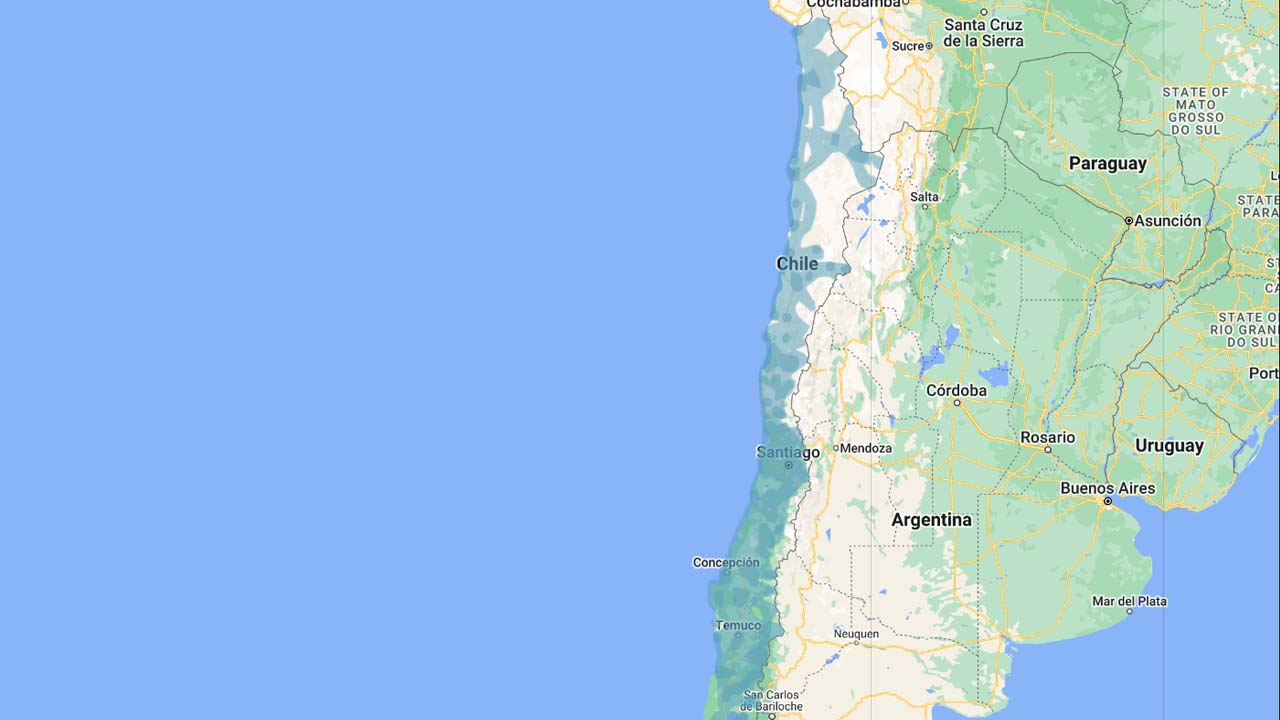 Cochabamba
Santa Cruz
de la Sierra
Sucre
STATE OF
MATO
GROSSO
DO SUL
Paraguay
Salta
Asunción
Chile
STATE O
RIO GRAN
DO SUL
Port
Córdoba
Rosario
Uruguay
Santiago
Mendoza
Buenos Aires
Argentina
Concepción
Mar del Plata
Temuco
Neuquen
San Carlos
de Bariloche